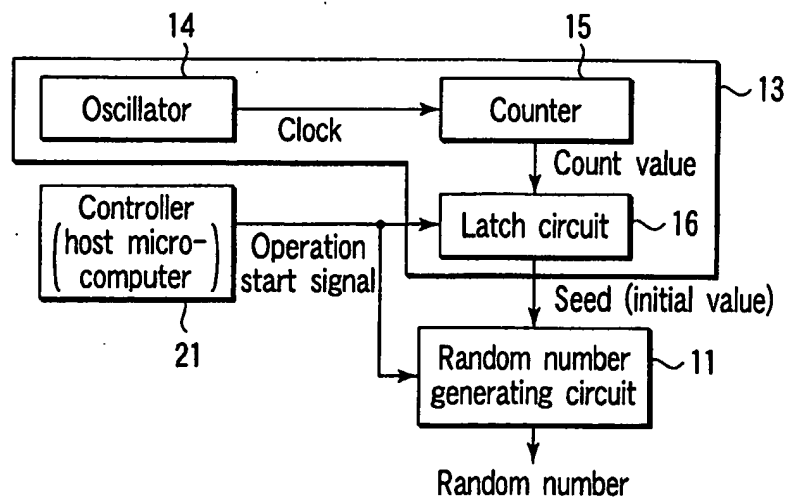 14
15
13
Oscillator
Clock
Counter
Count value
Controller
(host micro-
computer)
Operation
start signal
Latch circuit
16
Seed (initial value)
21
Random number
generating circuit
11
Random number